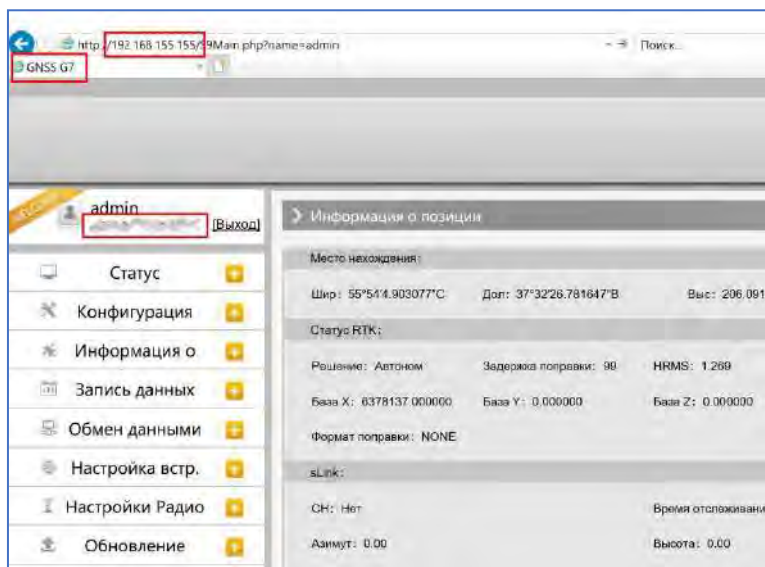 http://192.168.155.155/99Main.php?name=admin
Поиск...
GNSS G7
admin
[Выход]
Статус
Конфигурация
Информация о
Запись данных
Обмен данными
Настройка встр.
Настройки Радио
Обновление
Информация о позиции
Место нахождения:
Шир: 55°54'4.903077"С Дол: 37°32'26.781647"В Выс: 206.091
Статус RTK:
Решение: Автоном Задержка поправки: 99 HRMS: 1.269
База X: 6378137.000000 База Y: 0.000000 База Z: 0.000000
Формат поправки: NONE
sLink:
СН: Нет Время отслеживани
Азимут: 0.00 Высота: 0.00